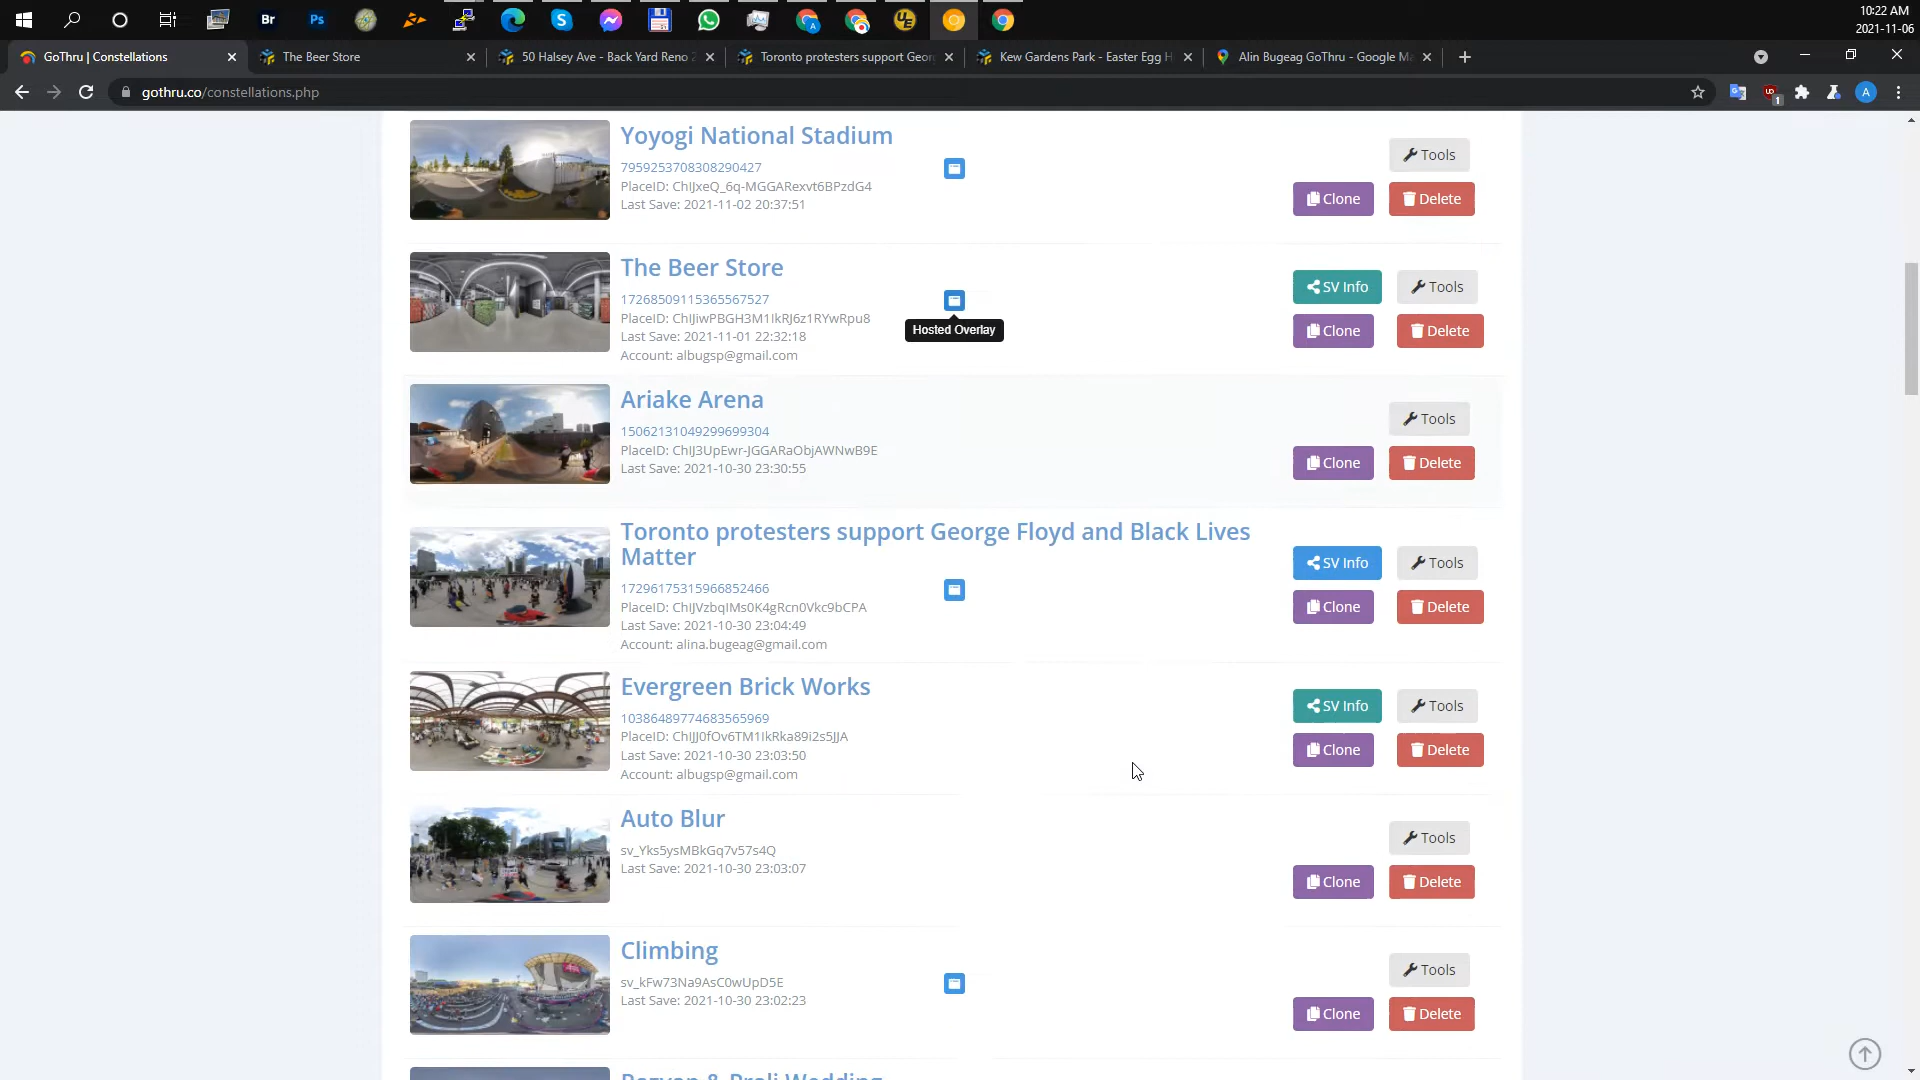 10:22 AM
2021-11-06
GoThru | Constellations
The Beer Store
50 Halsey Ave - Back Yard Reno 2
Toronto protesters support Geor
Kew Gardens Park - Easter Egg H
Alin Bugeag GoThru - Google Ma
gothru.co/constellations.php
Yoyogi National Stadium
7959253708308290427
PlaceID: ChIJxeQ_6q-MGGARexvt6BPzdG4
Last Save: 2021-11-02 20:37:51
Tools
Clone
Delete
The Beer Store
17268509115365567527
PlaceID: ChIJiwPBGH3M1IkRJ6z1RYwRpu8
Last Save: 2021-11-01 22:32:18
Account: albugsp@gmail.com
Hosted Overlay
SV Info
Tools
Clone
Delete
Ariake Arena
15062131049299699304
PlaceID: ChIJ3UpEwr-JGGARaObjAWNwB9E
Last Save: 2021-10-30 23:30:55
Tools
Clone
Delete
Toronto protesters support George Floyd and Black Lives
Matter
17296175315966852466
PlaceID: ChIJVzbqIMs0K4gRcn0Vkc9bCPA
Last Save: 2021-10-30 23:04:49
Account: alina.bugeag@gmail.com
SV Info
Tools
Clone
Delete
Evergreen Brick Works
10386489774683565969
PlaceID: ChIJJ0fOv6TM1IkRka89i2s5JJA
Last Save: 2021-10-30 23:03:50
Account: albugsp@gmail.com
SV Info
Tools
Clone
Delete
Auto Blur
sv_Yks5ysMBkGq7v57s4Q
Last Save: 2021-10-30 23:03:07
Tools
Clone
Delete
Climbing
sv_kFw73Na9AsC0wUpD5E
Last Save: 2021-10-30 23:02:23
Tools
Clone
Delete
Razvan & Brali Wedding